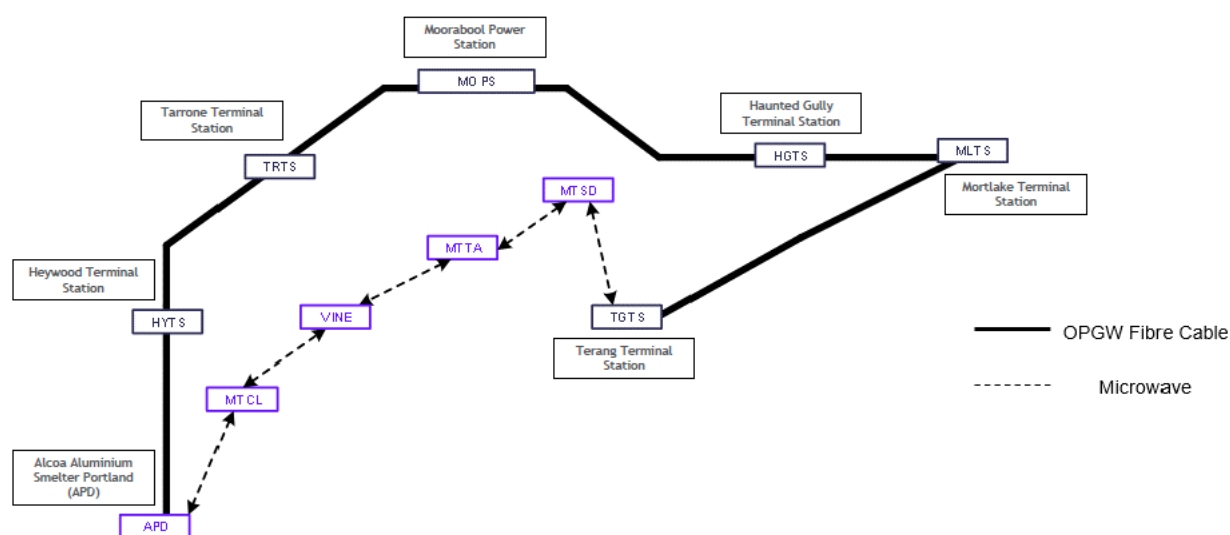 Moorabool Power
Station
MOPS
Tarrone Terminal
Station
TRTS
Haunted Gully
Terminal Station
HGTS
MLTS
Mortlake Terminal
Station
MTSD
MTTA
Heywood Terminal
Station
HYTS
VINE
TGTS
Terang Terminal
Station
OPGW Fibre Cable
Microwave
MTCL
Alcoa Aluminium
Smelter Portland
(APD)
APD